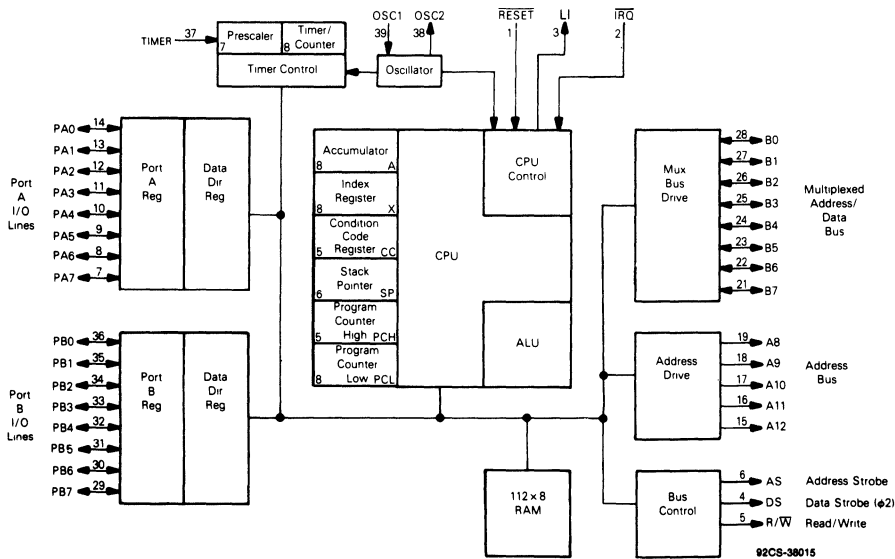 OSC1 OSC2 RESET LI IRQ
39 38 1 3 2
TIMER 37
Prescaler 7
Timer/ Counter 8
Timer Control
Oscillator
Port A I/O Lines
PA0 14
PA1 13
PA2 12
PA3 11
PA4 10
PA5 9
PA6 8
PA7 7
Port A Reg
Data Dir Reg
Accumulator
8 A
Index Register
8 X
Condition Code Register
5 CC
Stack Pointer
6 SP
Program Counter High
5 PCH
Program Counter Low
8 PCL
CPU
CPU Control
ALU
Mux Bus Drive
28 B0
27 B1
26 B2
25 B3
24 B4
23 B5
22 B6
21 B7
Multiplexed Address/ Data Bus
Port B I/O Lines
PB0 36
PB1 35
PB2 34
PB3 33
PB4 32
PB5 31
PB6 30
PB7 29
Port B Reg
Data Dir Reg
Address Drive
19 A8
18 A9
17 A10
16 A11
15 A12
Address Bus
112 x 8 RAM
Bus Control
6 AS Address Strobe
4 DS Data Strobe (ϕ2)
5 R/W̅ Read/Write
92CS-38015